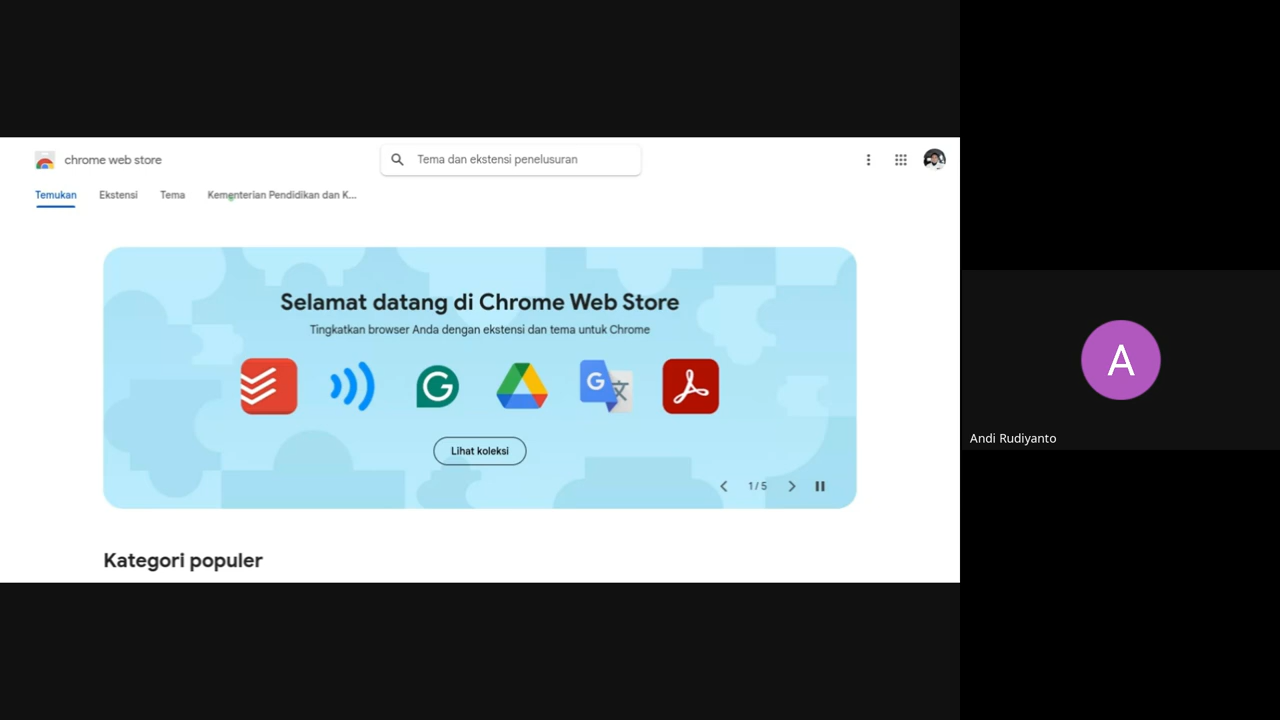 chrome web store
Tema dan ekstensi penelusuran
Temukan
Ekstensi
Tema
Kementerian Pendidikan dan K...
Selamat datang di Chrome Web Store
Tingkatkan browser Anda dengan ekstensi dan tema untuk Chrome
G
G 文
Lihat koleksi
1 / 5
Kategori populer
A
Andi Rudiyanto